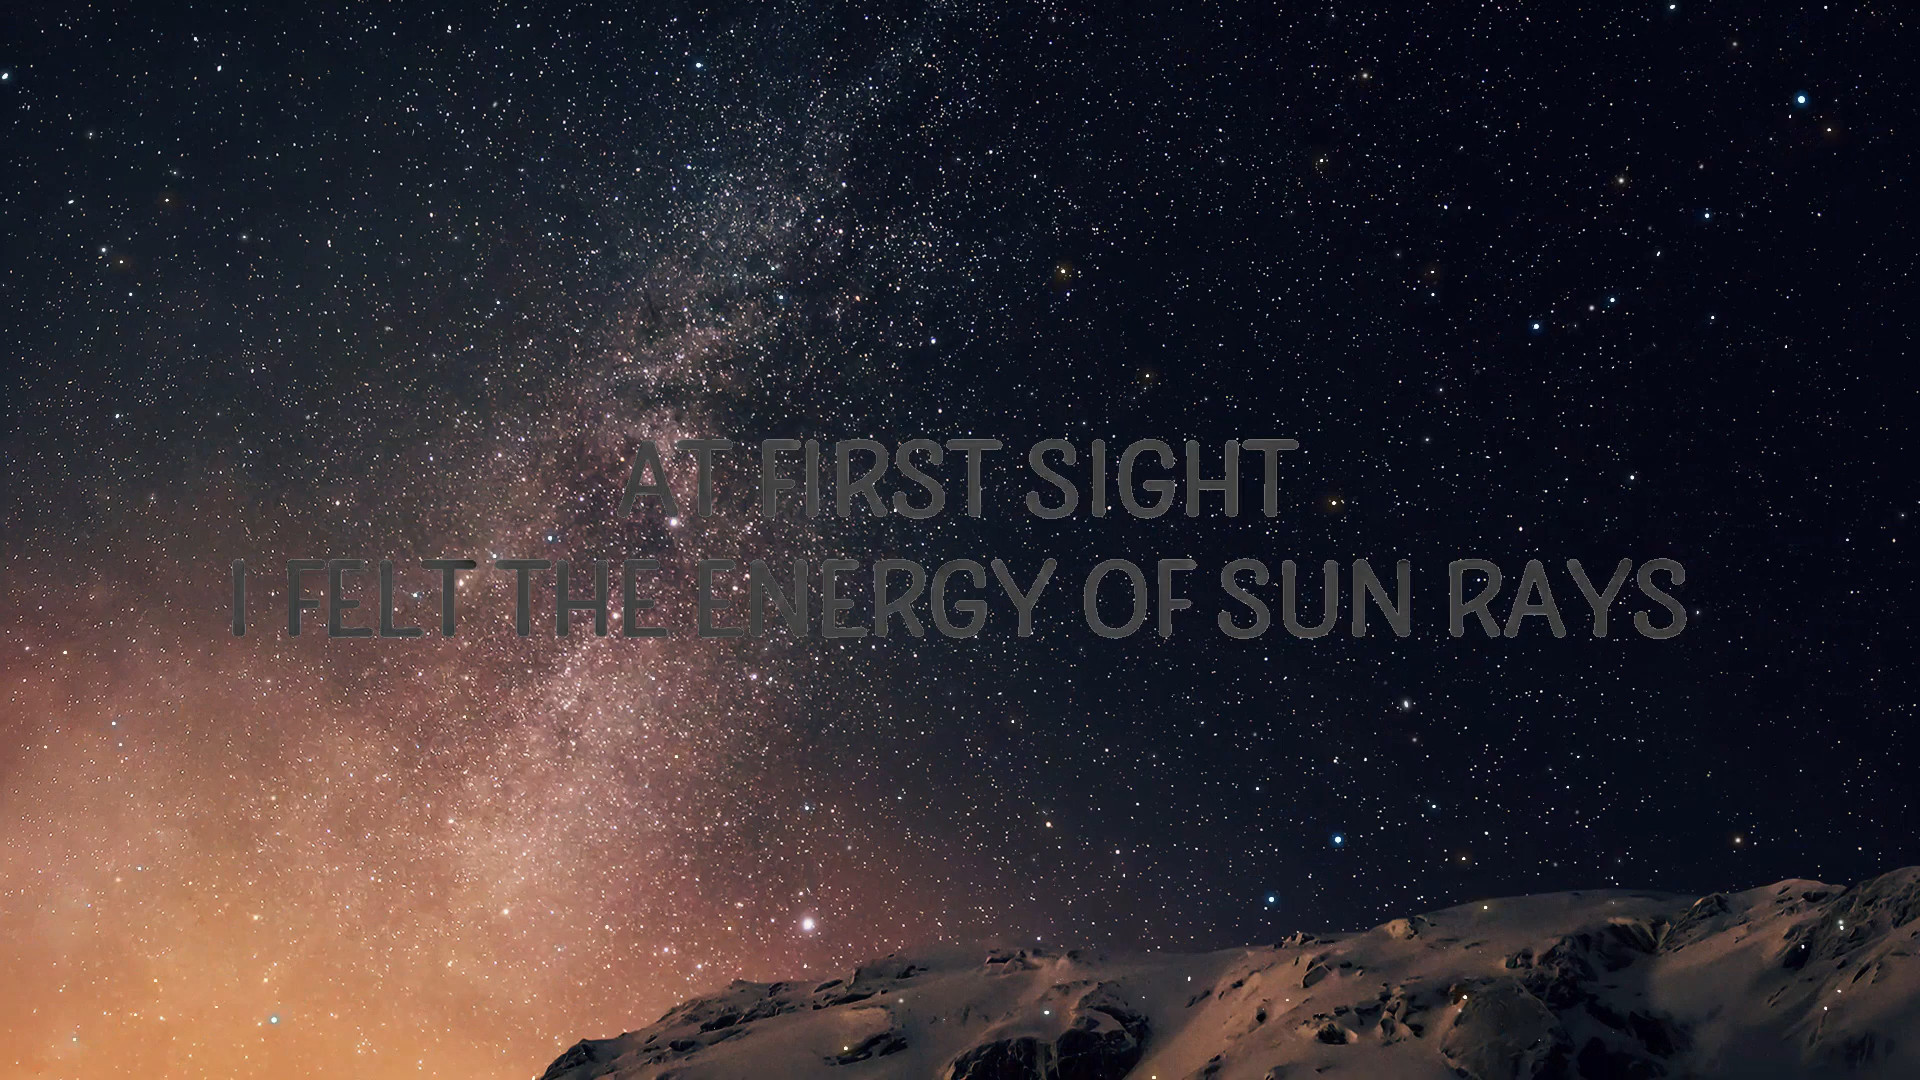 AT FIRST SIGHT
I FELT THE ENERGY OF SUN RAYS